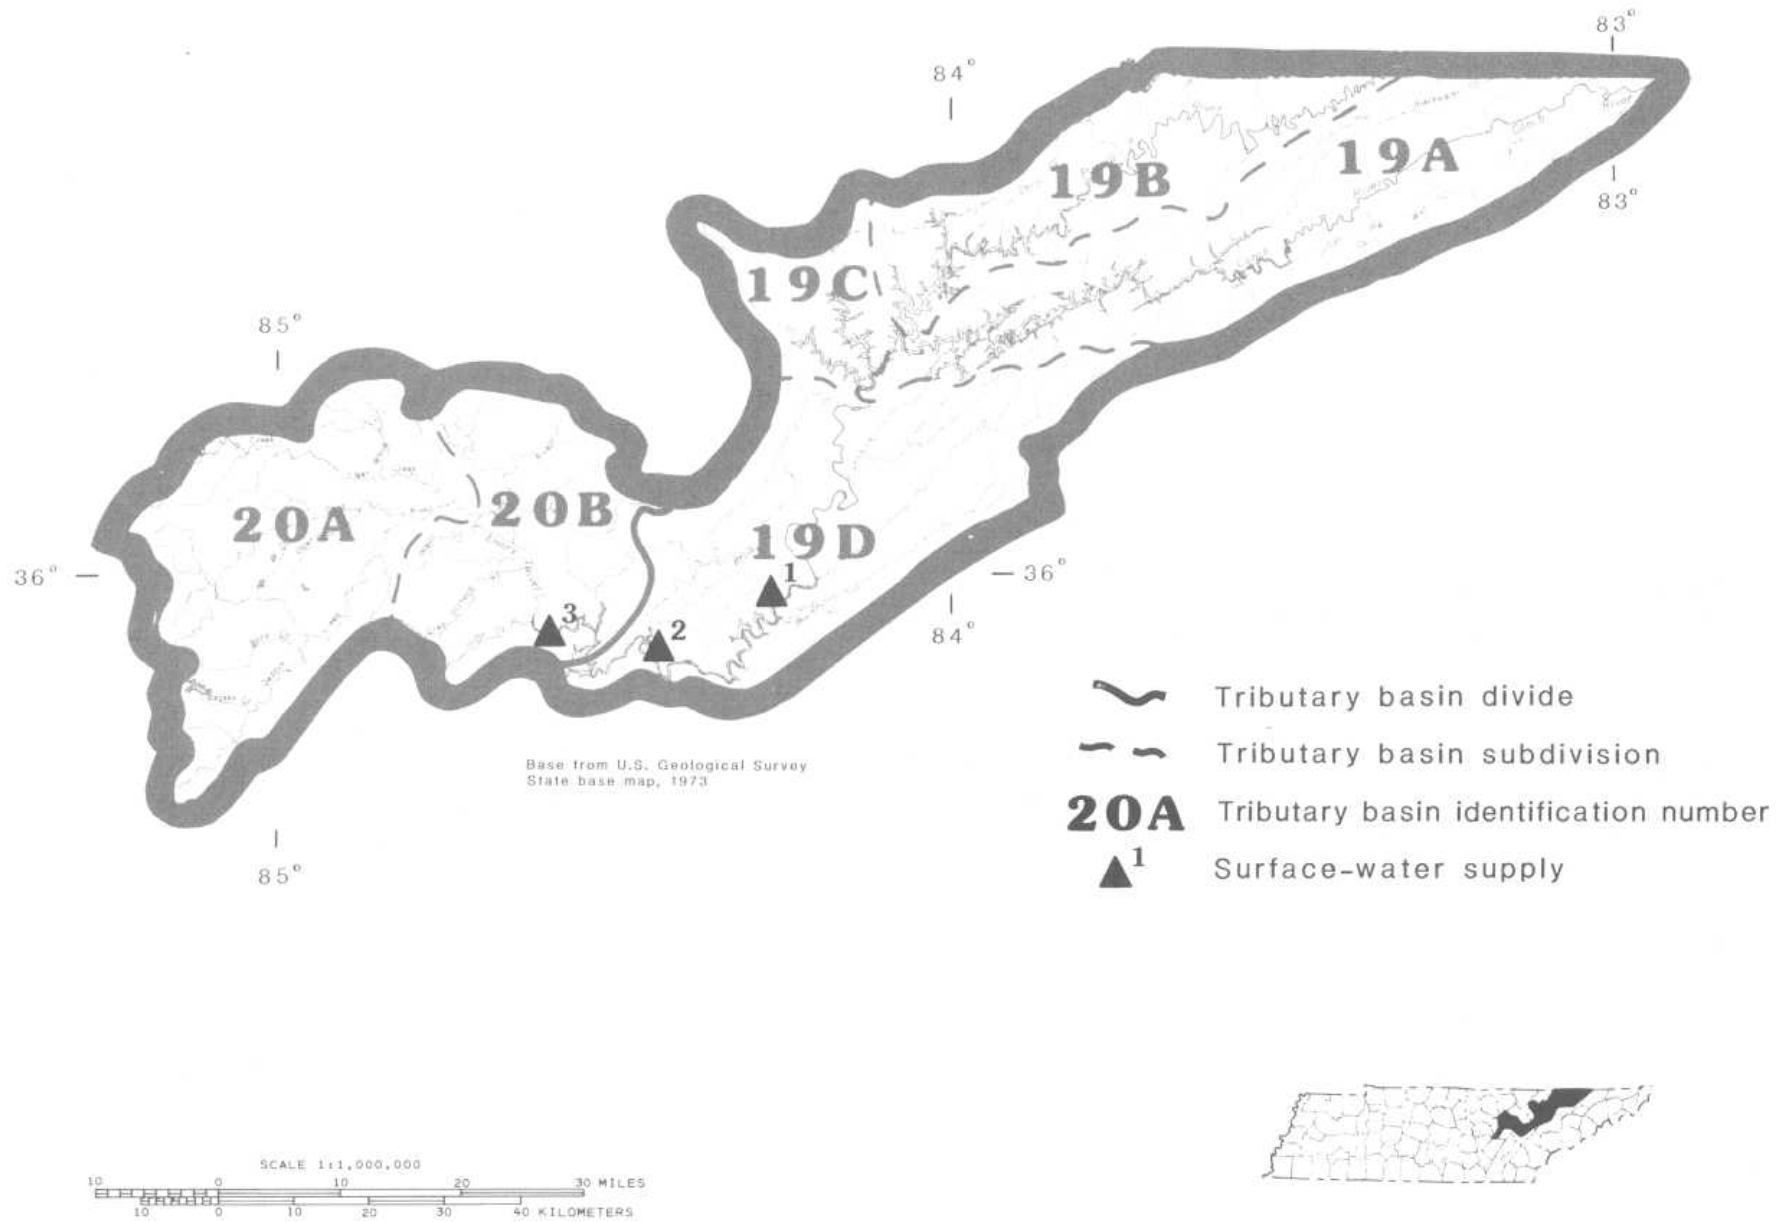 83°
84°
19A
19B
83°
19C
85°
20B
20A
19D
36°
1
36°
3
2
84°
Tributary basin divide
Tributary basin subdivision
Base from U.S. Geological Survey
State base map, 1973
20A Tributary basin identification number
1 Surface-water supply
85°
SCALE 1:1,000,000
10 0 10 20 30 MILES
10 0 10 20 30 40 KILOMETERS